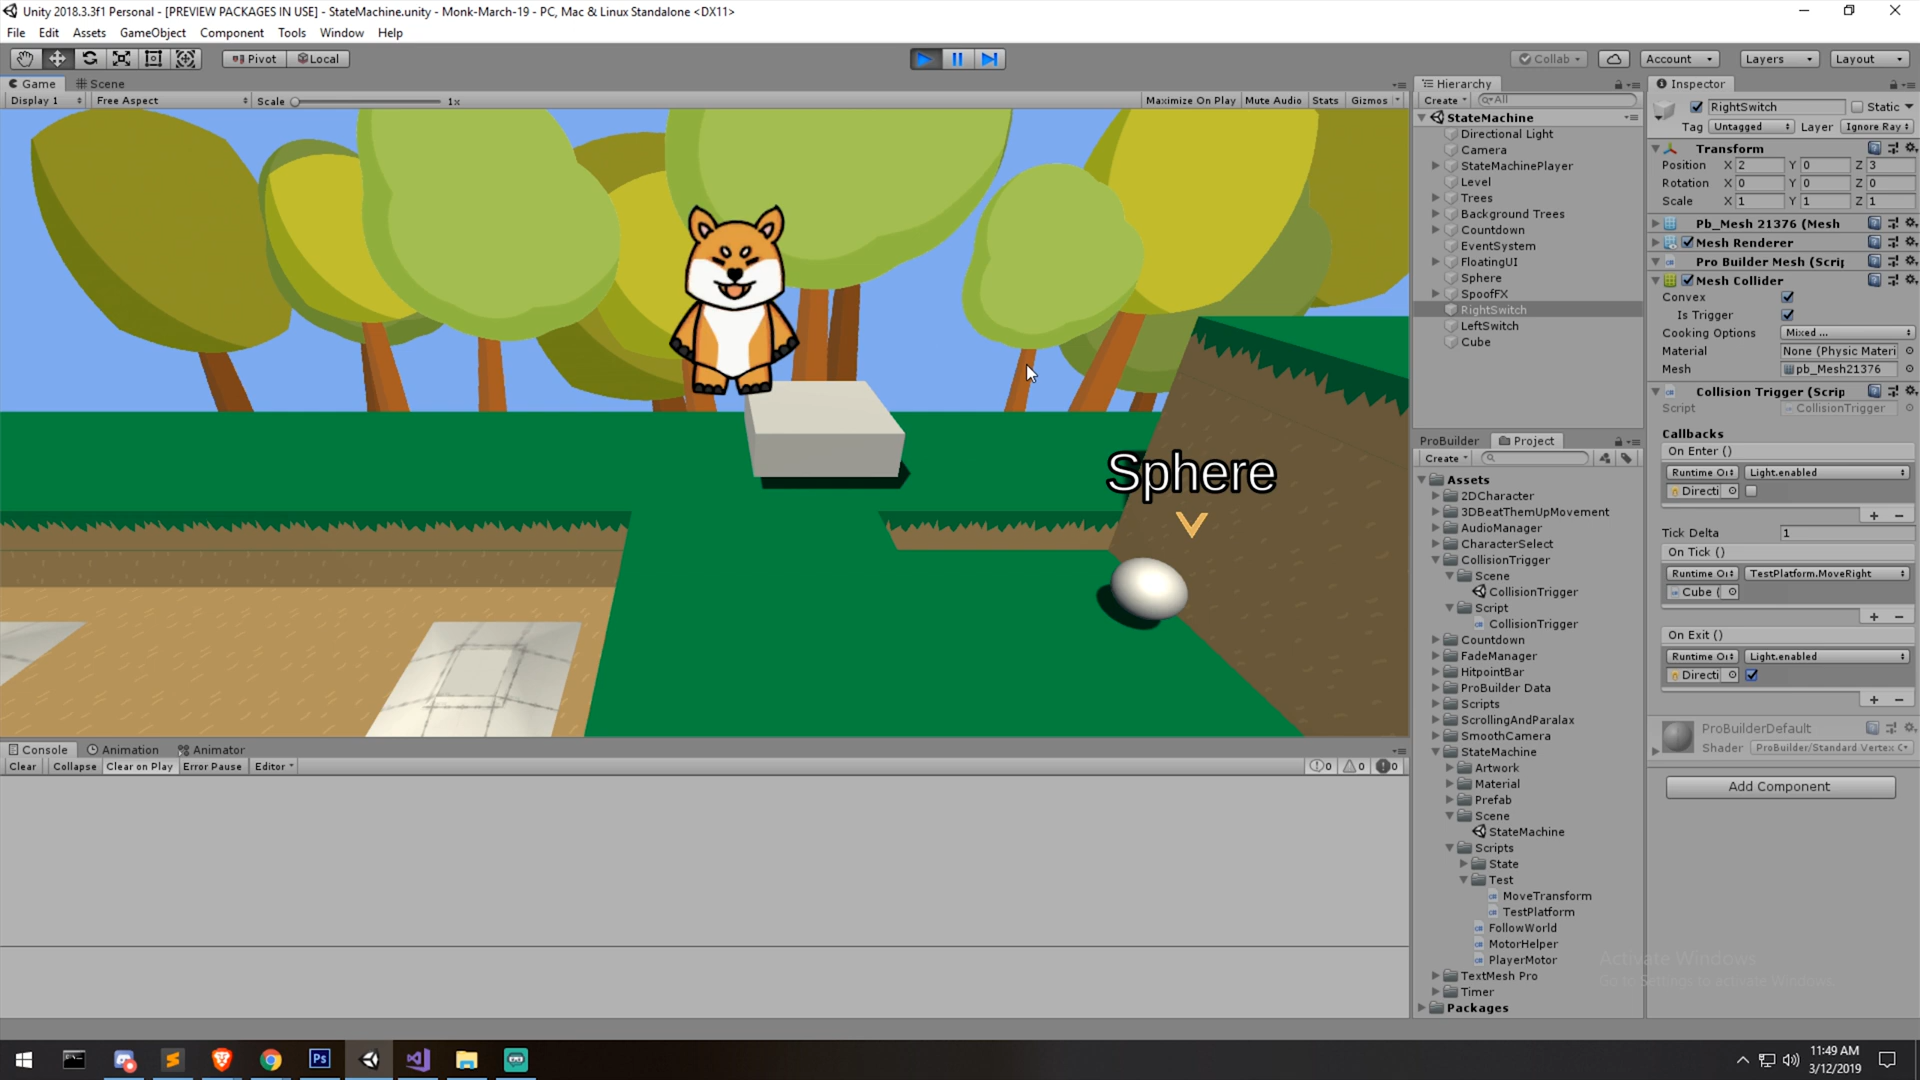 Unity 2018.3.3f1 Personal - [PREVIEW PACKAGES IN USE] - StateMachine.unity - Monk-March-19 - PC, Mac & Linux Standalone <DX11>
File Edit Assets GameObject Component Tools Window Help
Pivot Local
Collab Account Layers Layout
Game Scene
Display 1 Free Aspect Scale 1x Maximize On Play Mute Audio Stats Gizmos
Sphere
Console Animation Animator
Clear Collapse Clear on Play Error Pause Editor 0 0 0
Hierarchy
Create All
StateMachine
Directional Light
Camera
StateMachinePlayer
Level
Trees
Background Trees
Countdown
EventSystem
FloatingUI
Sphere
SpoofFX
RightSwitch
LeftSwitch
Cube
ProBuilder Project
Create
Assets
2DCharacter
3DBeatThemUpMovement
AudioManager
CharacterSelect
CollisionTrigger
Scene
CollisionTrigger
Script
CollisionTrigger
Countdown
FadeManager
HitpointBar
ProBuilder Data
Scripts
ScrollingAndParalax
SmoothCamera
StateMachine
Artwork
Material
Prefab
Scene
StateMachine
Scripts
State
Test
MoveTransform
TestPlatform
FollowWorld
MotorHelper
PlayerMotor
TextMesh Pro
Timer
Packages
Inspector
RightSwitch Static
Tag Untagged Layer Ignore Ray
Transform
Position X 2 Y 0 Z 3
Rotation X 0 Y 0 Z 0
Scale X 1 Y 1 Z 1
Pb_Mesh 21376 (Mesh
Mesh Renderer
Pro Builder Mesh (Scrip
Mesh Collider
Convex
Is Trigger
Cooking Options Mixed ...
Material None (Physic Materi
Mesh pb_Mesh21376
Collision Trigger (Scrip
Script CollisionTrigger
Callbacks
On Enter ()
Runtime Light.enabled
Directi
+ −
Tick Delta 1
On Tick ()
Runtime TestPlatform.MoveRight
Cube (
+ −
On Exit ()
Runtime Light.enabled
Directi
+ −
ProBuilderDefault
Shader ProBuilder/Standard Vertex C
Add Component
Activate Windows
Go to Settings to activate Windows.
Ps
11:49 AM
3/12/2019